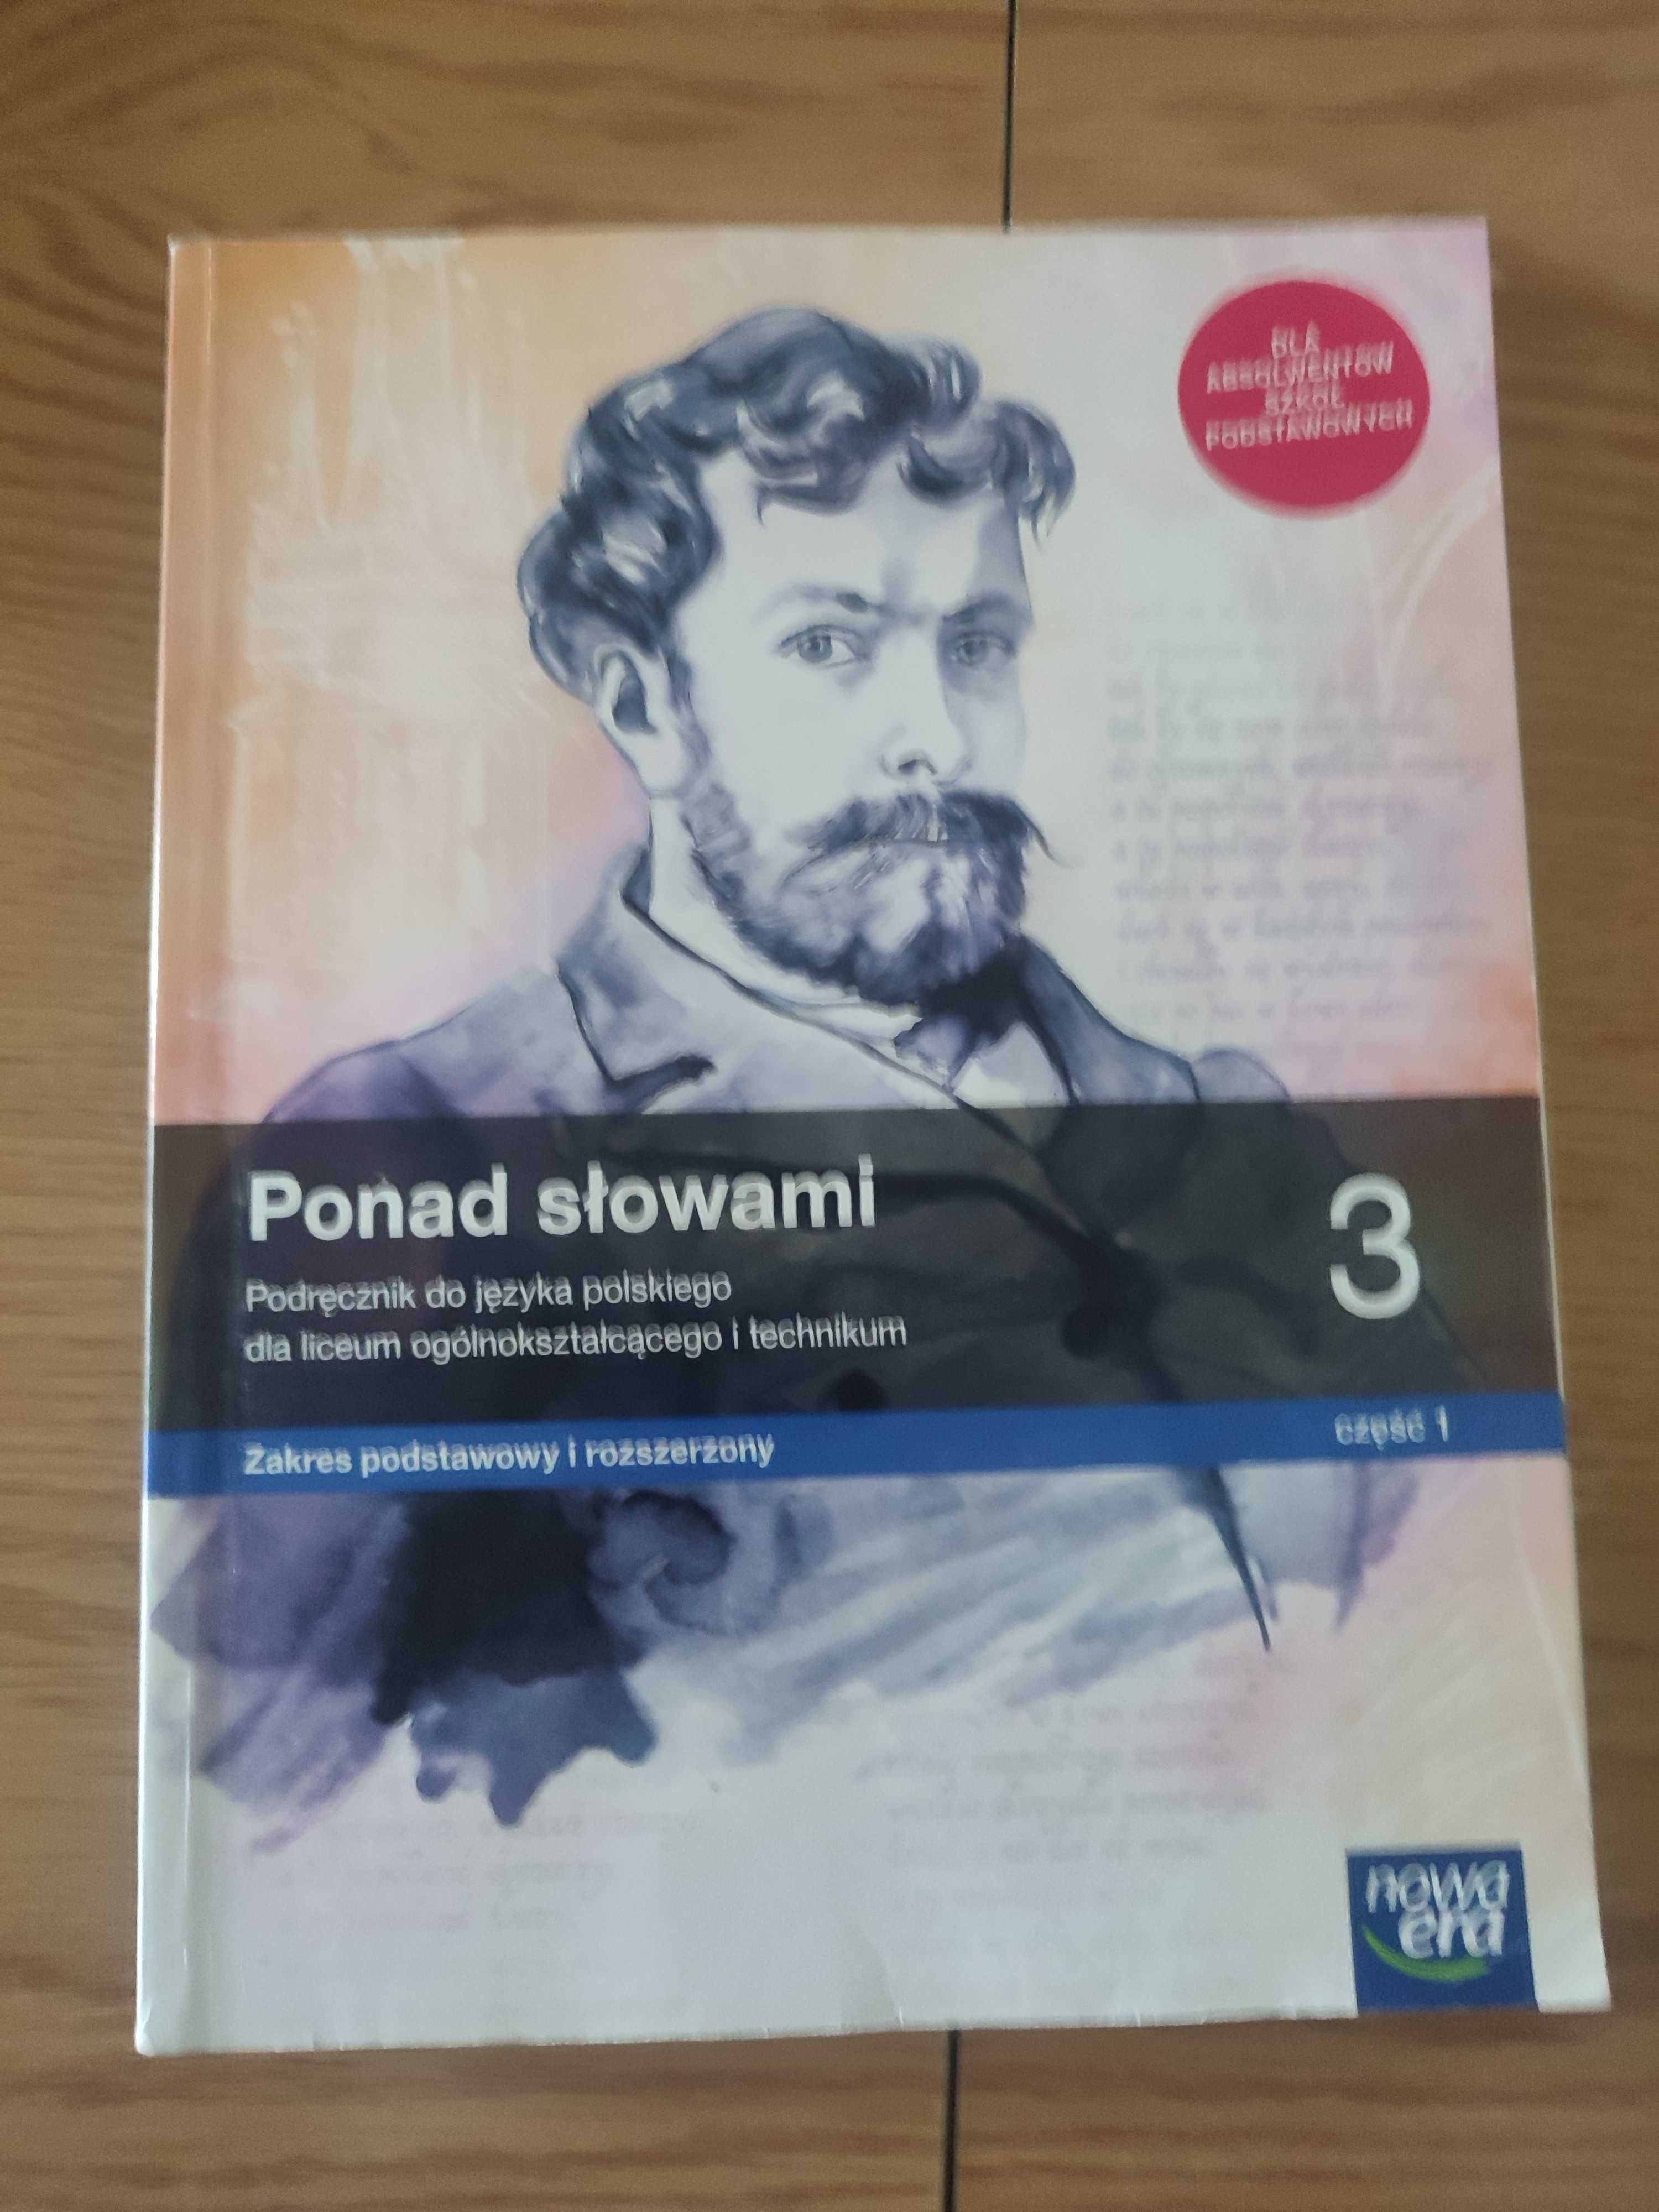 DLA
ABSOLWENTÓW
SZKÓŁ
PODSTAWOWYCH
Ponad słowami
3
Podręcznik do języka polskiego
dla liceum ogólnokształcącego i technikum
Zakres podstawowy i rozszerzony
część 1
nowa
era